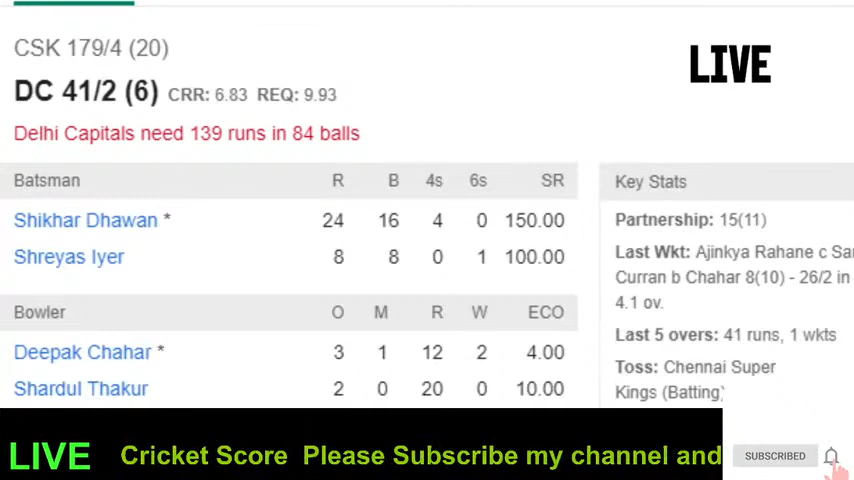 CSK 179/4 (20)
LIVE
DC 41/2 (6) CRR: 6.83 REQ: 9.93
Delhi Capitals need 139 runs in 84 balls
Batsman R B 4s 6s SR
Shikhar Dhawan * 24 16 4 0 150.00
Shreyas Iyer 8 8 0 1 100.00
Bowler O M R W ECO
Deepak Chahar * 3 1 12 2 4.00
Shardul Thakur 2 0 20 0 10.00
Key Stats
Partnership: 15(11)
Last Wkt: Ajinkya Rahane c Sar
Curran b Chahar 8(10) - 26/2 in
4.1 ov.
Last 5 overs: 41 runs, 1 wkts
Toss: Chennai Super
Kings (Batting)
LIVE Cricket Score Please Subscribe my channel and
SUBSCRIBED